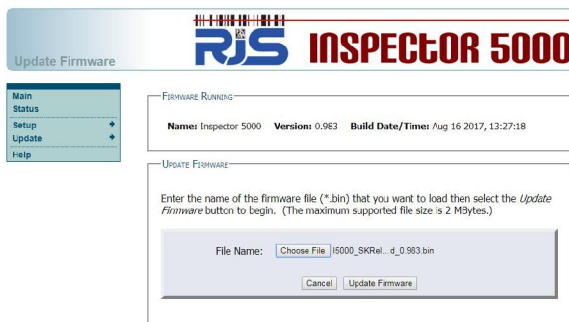 Update Firmware
RJS INSPECTOR 5000
Main
Status
Setup
Update
Help
FIRMWARE RUNNING
Name: Inspector 5000 Version: 0.983 Build Date/Time: Aug 16 2017, 13:27:18
UPDATE FIRMWARE
Enter the name of the firmware file (*.bin) that you want to load then select the Update
Firmware button to begin. (The maximum supported file size is 2 MBytes.)
File Name: Choose File I5000_SKRel...d_0.983.bin
Cancel Update Firmware